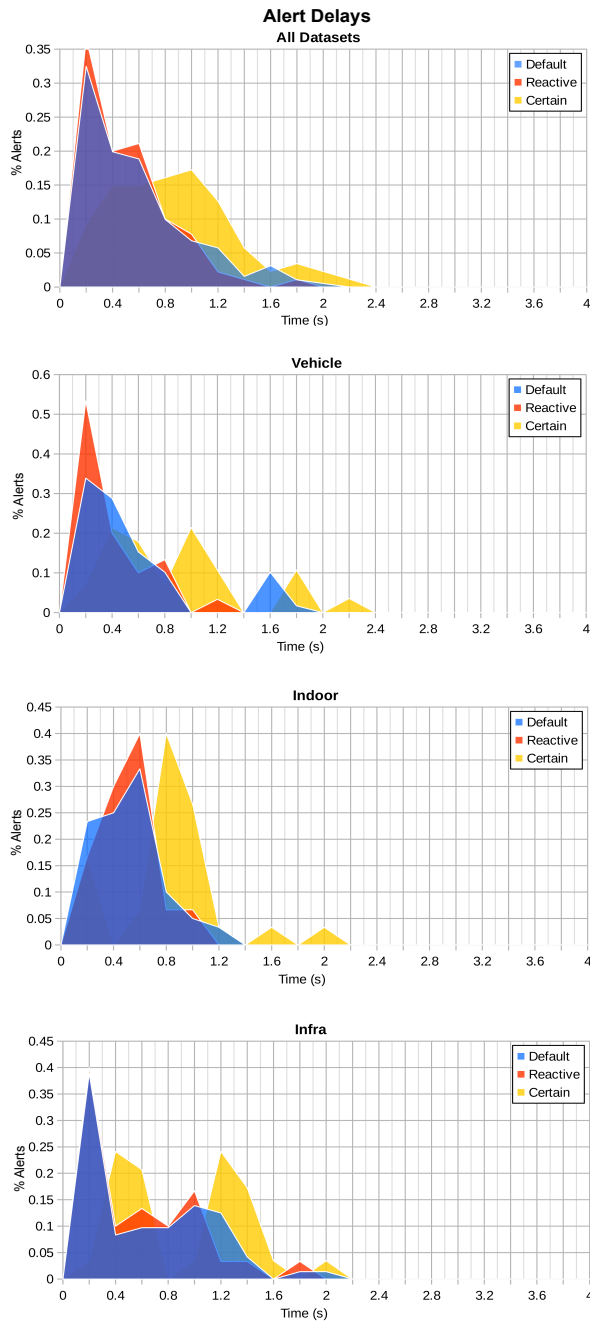 Alert Delays
All Datasets
0.35
0.3
0.25
0.2
0.15
0.1
0.05
0
% Alerts
Default
Reactive
Certain
0 0.4 0.8 1.2 1.6 2 2.4 2.8 3.2 3.6 4
Time (s)
Vehicle
0.6
0.5
0.4
0.3
0.2
0.1
0
% Alerts
Default
Reactive
Certain
0 0.4 0.8 1.2 1.6 2 2.4 2.8 3.2 3.6 4
Time (s)
Indoor
0.45
0.4
0.35
0.3
0.25
0.2
0.15
0.1
0.05
0
% Alerts
Default
Reactive
Certain
0 0.4 0.8 1.2 1.6 2 2.4 2.8 3.2 3.6 4
Time (s)
Infra
0.45
0.4
0.35
0.3
0.25
0.2
0.15
0.1
0.05
0
% Alerts
Default
Reactive
Certain
0 0.4 0.8 1.2 1.6 2 2.4 2.8 3.2 3.6 4
Time (s)